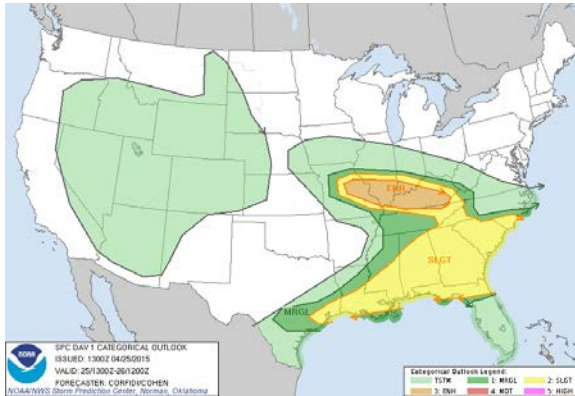 ENH
SLGT
MRGL
NOAA
SPC DAY 1 CATEGORICAL OUTLOOK
ISSUED: 1300Z 04/25/2015
VALID: 25/1300Z-26/1200Z
FORECASTER: CORFIDI/COHEN
NOAA/NWS Storm Prediction Center, Norman, Oklahoma
Categorical Outlook Legend:
TSTM 1: MRGL 2: SLGT
3: ENH 4: MDT 5: HIGH